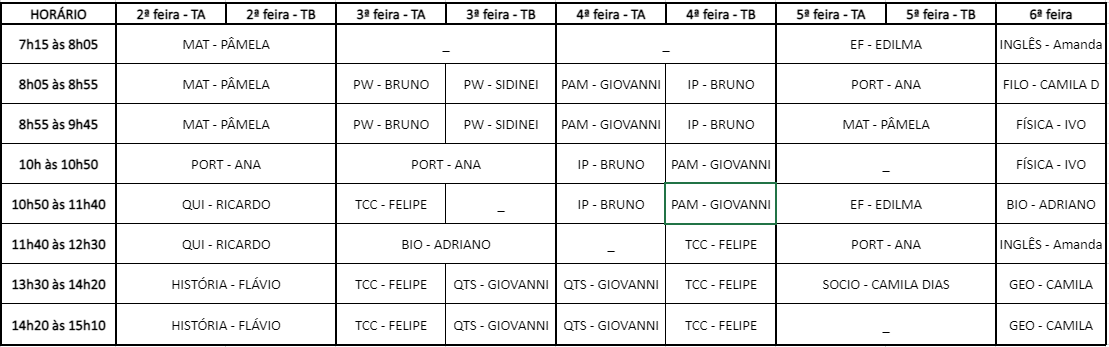 HORÁRIO 2ª feira - TA 2ª feira - TB 3ª feira - TA 3ª feira - TB 4ª feira - TA 4ª feira - TB 5ª feira - TA 5ª feira - TB 6ª feira
7h15 às 8h05 MAT - PÂMELA _ _ EF - EDILMA INGLÊS - Amanda
8h05 às 8h55 MAT - PÂMELA PW - BRUNO PW - SIDINEI PAM - GIOVANNI IP - BRUNO PORT - ANA FILO - CAMILA D
8h55 às 9h45 MAT - PÂMELA PW - BRUNO PW - SIDINEI PAM - GIOVANNI IP - BRUNO MAT - PÂMELA FÍSICA - IVO
10h às 10h50 PORT - ANA PORT - ANA IP - BRUNO PAM - GIOVANNI _ FÍSICA - IVO
10h50 às 11h40 QUI - RICARDO TCC - FELIPE _ IP - BRUNO PAM - GIOVANNI EF - EDILMA BIO - ADRIANO
11h40 às 12h30 QUI - RICARDO BIO - ADRIANO _ TCC - FELIPE PORT - ANA INGLÊS - Amanda
13h30 às 14h20 HISTÓRIA - FLÁVIO TCC - FELIPE QTS - GIOVANNI QTS - GIOVANNI TCC - FELIPE SOCIO - CAMILA DIAS GEO - CAMILA
14h20 às 15h10 HISTÓRIA - FLÁVIO TCC - FELIPE QTS - GIOVANNI QTS - GIOVANNI TCC - FELIPE _ GEO - CAMILA